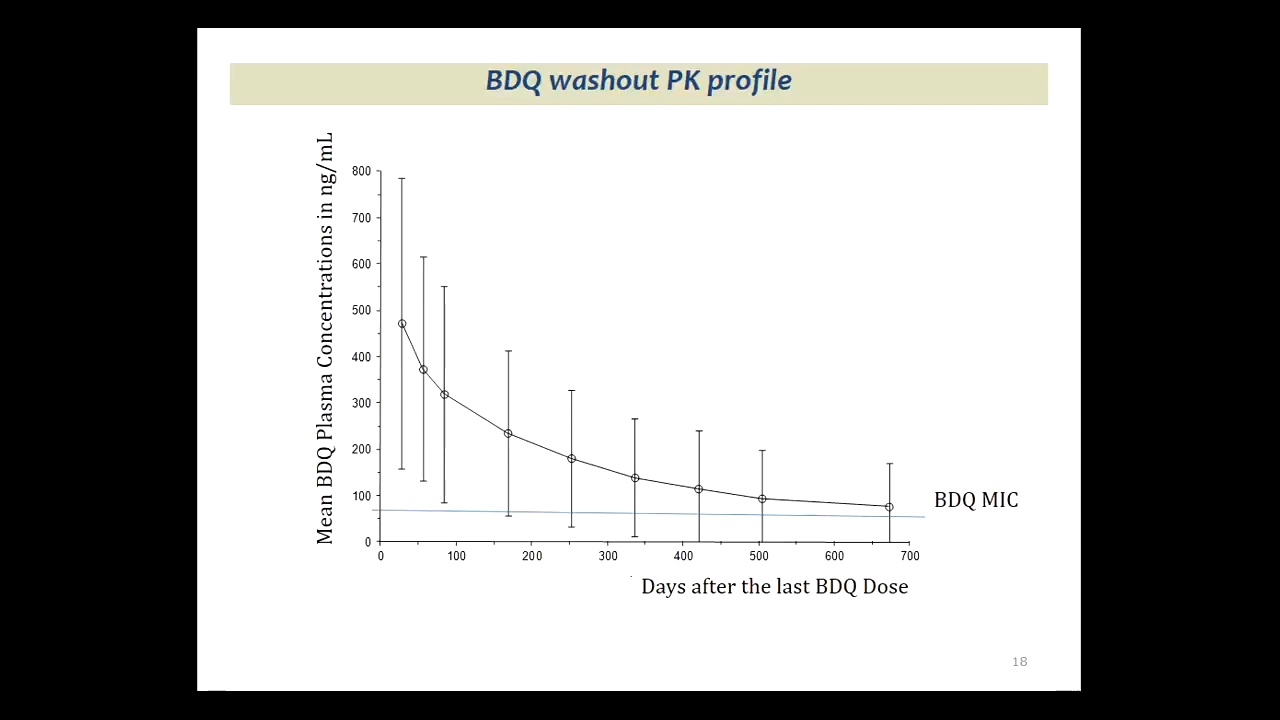 BDQ washout PK profile
Mean BDQ Plasma Concentrations in ng/mL
800
700
600
500
400
300
200
100
0
BDQ MIC
0 100 200 300 400 500 600 700
Days after the last BDQ Dose
18